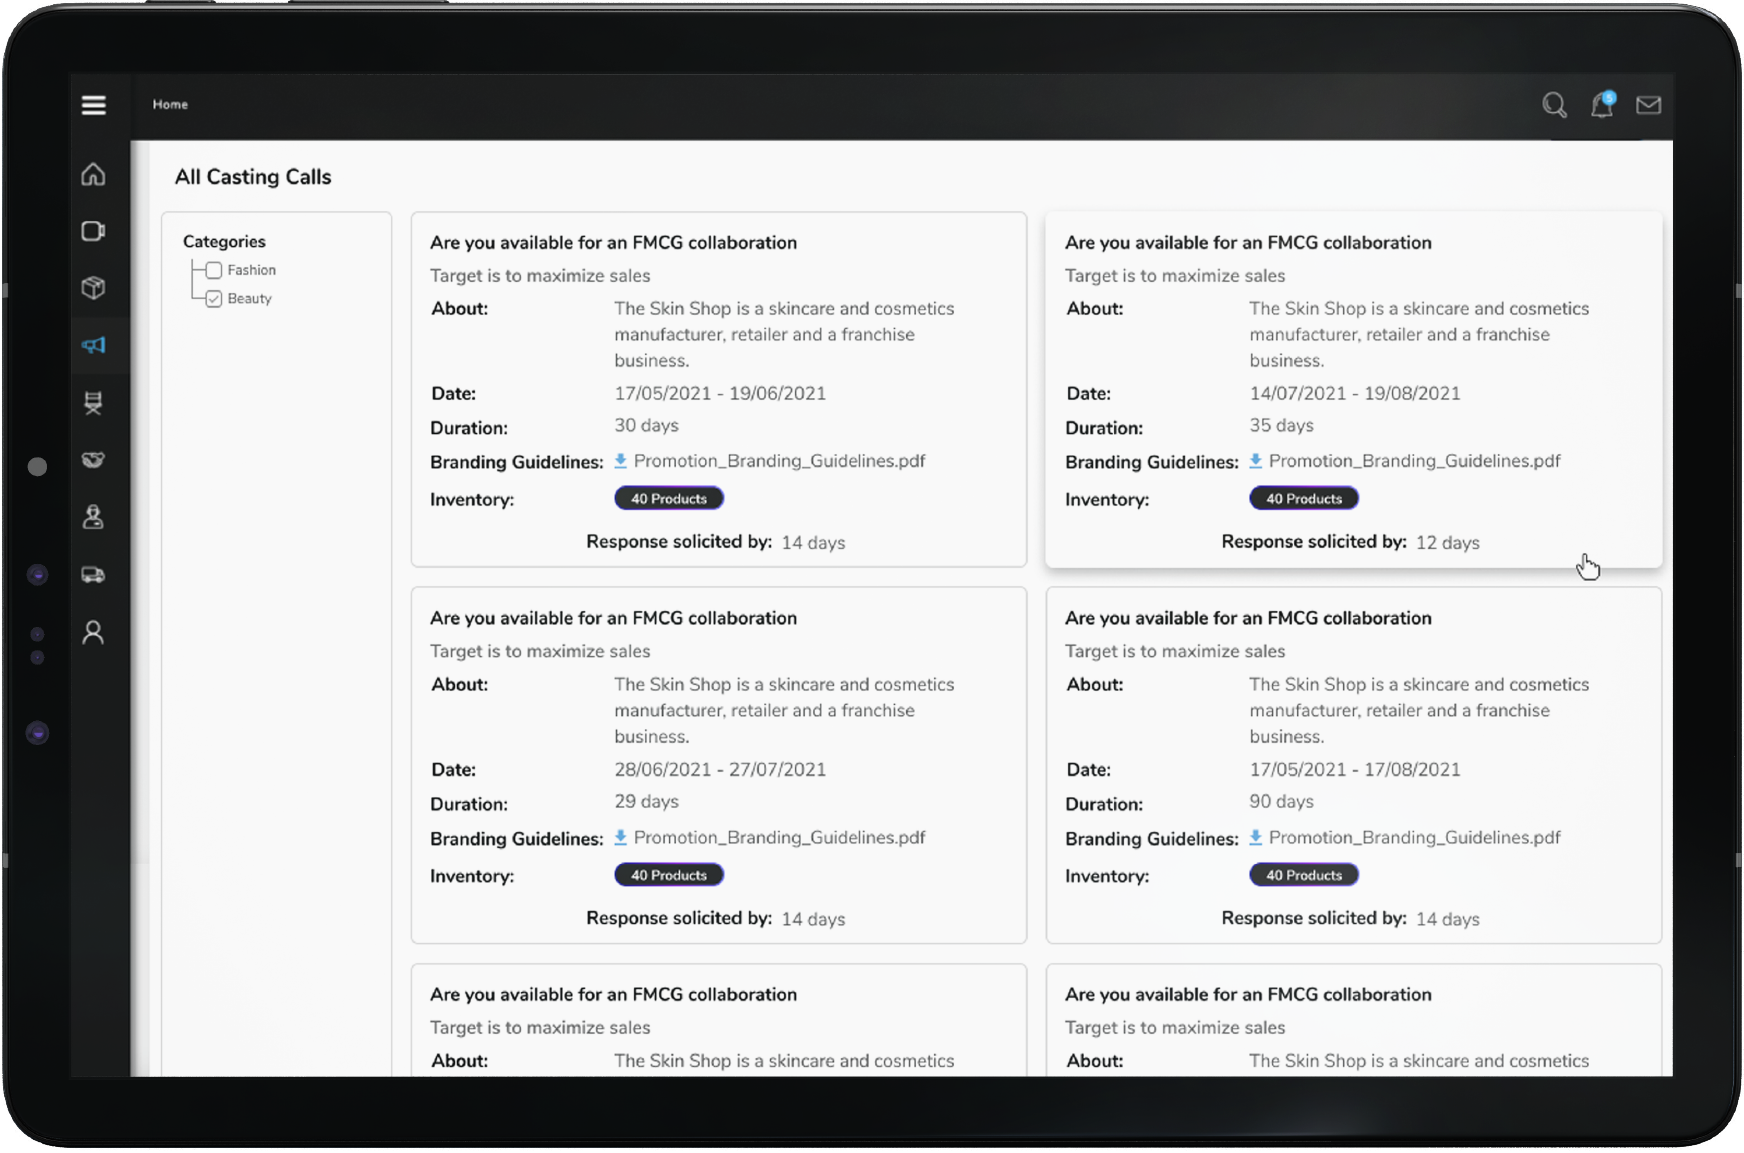 Home
5
All Casting Calls
Categories
Fashion
Beauty
Are you available for an FMCG collaboration
Target is to maximize sales
About: The Skin Shop is a skincare and cosmetics
manufacturer, retailer and a franchise
business.
Date: 17/05/2021 - 19/06/2021
Duration: 30 days
Branding Guidelines: Promotion_Branding_Guidelines.pdf
Inventory: 40 Products
Response solicited by: 14 days
Are you available for an FMCG collaboration
Target is to maximize sales
About: The Skin Shop is a skincare and cosmetics
manufacturer, retailer and a franchise
business.
Date: 14/07/2021 - 19/08/2021
Duration: 35 days
Branding Guidelines: Promotion_Branding_Guidelines.pdf
Inventory: 40 Products
Response solicited by: 12 days
Are you available for an FMCG collaboration
Target is to maximize sales
About: The Skin Shop is a skincare and cosmetics
manufacturer, retailer and a franchise
business.
Date: 28/06/2021 - 27/07/2021
Duration: 29 days
Branding Guidelines: Promotion_Branding_Guidelines.pdf
Inventory: 40 Products
Response solicited by: 14 days
Are you available for an FMCG collaboration
Target is to maximize sales
About: The Skin Shop is a skincare and cosmetics
manufacturer, retailer and a franchise
business.
Date: 17/05/2021 - 17/08/2021
Duration: 90 days
Branding Guidelines: Promotion_Branding_Guidelines.pdf
Inventory: 40 Products
Response solicited by: 14 days
Are you available for an FMCG collaboration
Target is to maximize sales
About: The Skin Shop is a skincare and cosmetics
Are you available for an FMCG collaboration
Target is to maximize sales
About: The Skin Shop is a skincare and cosmetics